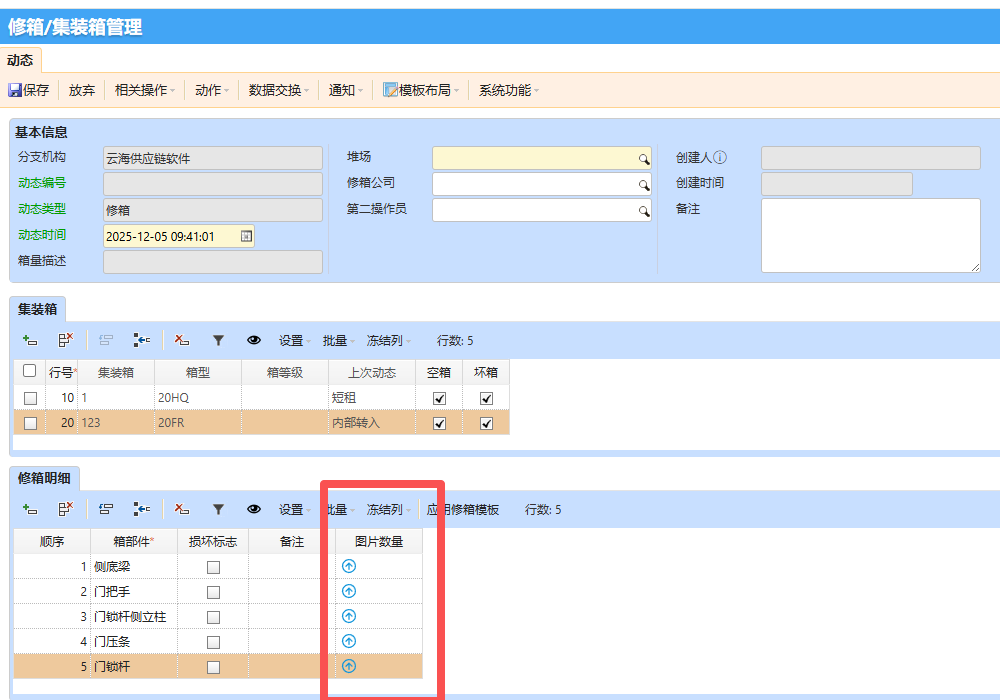 修箱/集装箱管理
动态
保存 放弃 相关操作 动作 数据交换 通知 模板布局 系统功能
基本信息
分支机构 云海供应链软件 堆场 创建人
动态编号 修箱公司 创建时间
动态类型 修箱 第二操作员 备注
动态时间 2025-12-05 09:41:01
箱量描述
集装箱
设置 批量 冻结列 行数: 5
行号* 集装箱 箱型 箱等级 上次动态 空箱 坏箱
10 1 20HQ 短租
20 123 20FR 内部转入
修箱明细
设置 批量 冻结列 应用修箱模板 行数: 5
顺序 箱部件* 损坏标志 备注 图片数量
1 侧底梁
2 门把手
3 门锁杆侧立柱
4 门压条
5 门锁杆